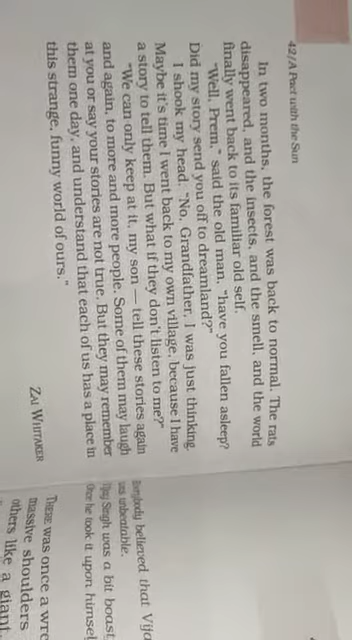 42/A Pact with the Sun
In two months, the forest was back to normal. The rats
disappeared, and the insects, and the smell, and the world
finally went back to its familiar old self.
"Well, Prem," said the old man, "have you fallen asleep?
Did my story send you off to dreamland?"
I shook my head. "No, Grandfather, I was just thinking.
Maybe it's time I went back to my own village, because I have
a story to tell them. But what if they don't listen to me?"
"We can only keep at it, my son — tell these stories again
and again, to more and more people. Some of them may laugh
at you or say your stories are not true. But they may remember
them one day, and understand that each of us has a place in
this strange, funny world of ours."
ZAI WHITAKER
Everybody believed that Vija
was unbeatable.
Vijay Singh was a bit boast
Once he took it upon himsel
THERE was once a wre
massive shoulders
others like a giant